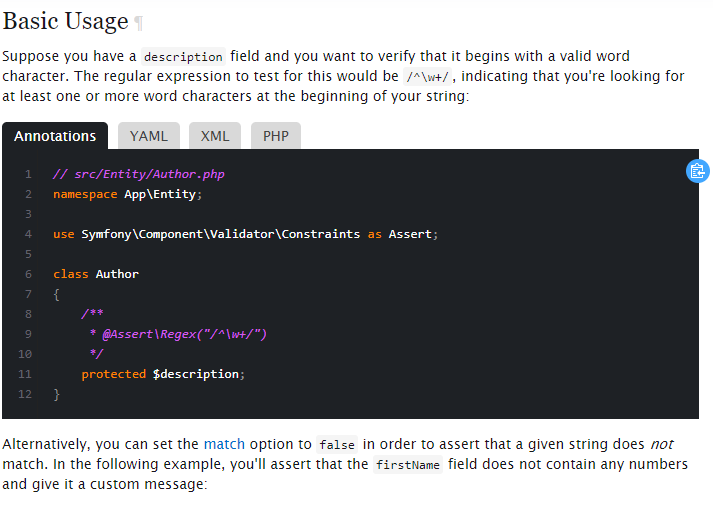 Basic Usage ¶
Suppose you have a description field and you want to verify that it begins with a valid word
character. The regular expression to test for this would be /^\w+/, indicating that you're looking for
at least one or more word characters at the beginning of your string:
Annotations YAML XML PHP
1 // src/Entity/Author.php
2 namespace App\Entity;
3
4 use Symfony\Component\Validator\Constraints as Assert;
5
6 class Author
7 {
8     /**
9      * @Assert\Regex("/^\w+/")
10      */
11     protected $description;
12 }
Alternatively, you can set the match option to false in order to assert that a given string does not
match. In the following example, you'll assert that the firstName field does not contain any numbers
and give it a custom message: